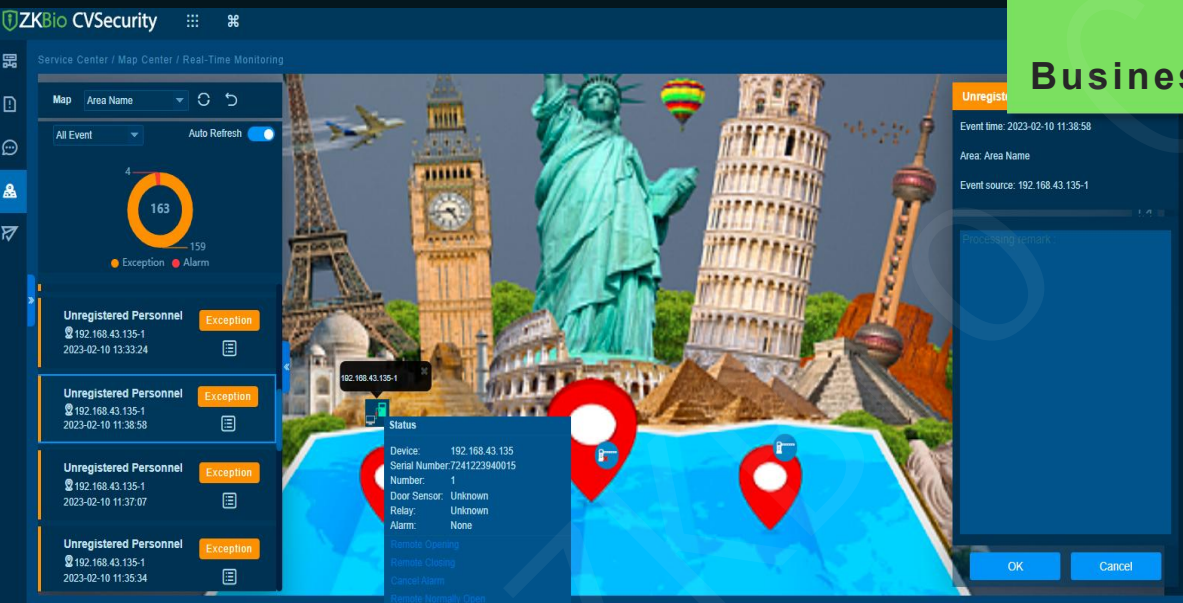 ZKBio CVSecurity
Busines
Service Center / Map Center / Real-Time Monitoring
Map Area Name
All Event Auto Refresh
4
163
159
Exception Alarm
Unregistered Personnel
Exception
192.168.43.135-1
2023-02-10 13:33:24
Unregistered Personnel
Exception
192.168.43.135-1
2023-02-10 11:38:58
Unregistered Personnel
Exception
192.168.43.135-1
2023-02-10 11:37:07
Unregistered Personnel
Exception
192.168.43.135-1
2023-02-10 11:35:34
192.168.43.135-1
Status
Device: 192.168.43.135
Serial Number:7241223940015
Number: 1
Door Sensor: Unknown
Relay: Unknown
Alarm: None
Remote Opening
Remote Closing
Cancel Alarm
Remote Normally Open
Unregist
Event time: 2023-02-10 11:38:58
Area: Area Name
Event source: 192.168.43.135-1
Processing remark :
OK Cancel